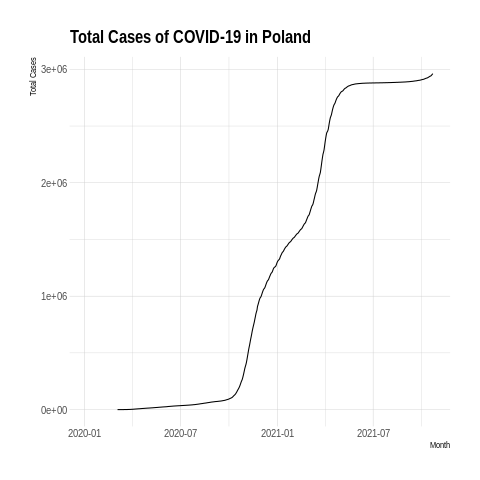 Total Cases of COVID-19 in Poland
Total Cases
3e+06
2e+06
1e+06
0e+00
2020-01 2020-07 2021-01 2021-07
Month